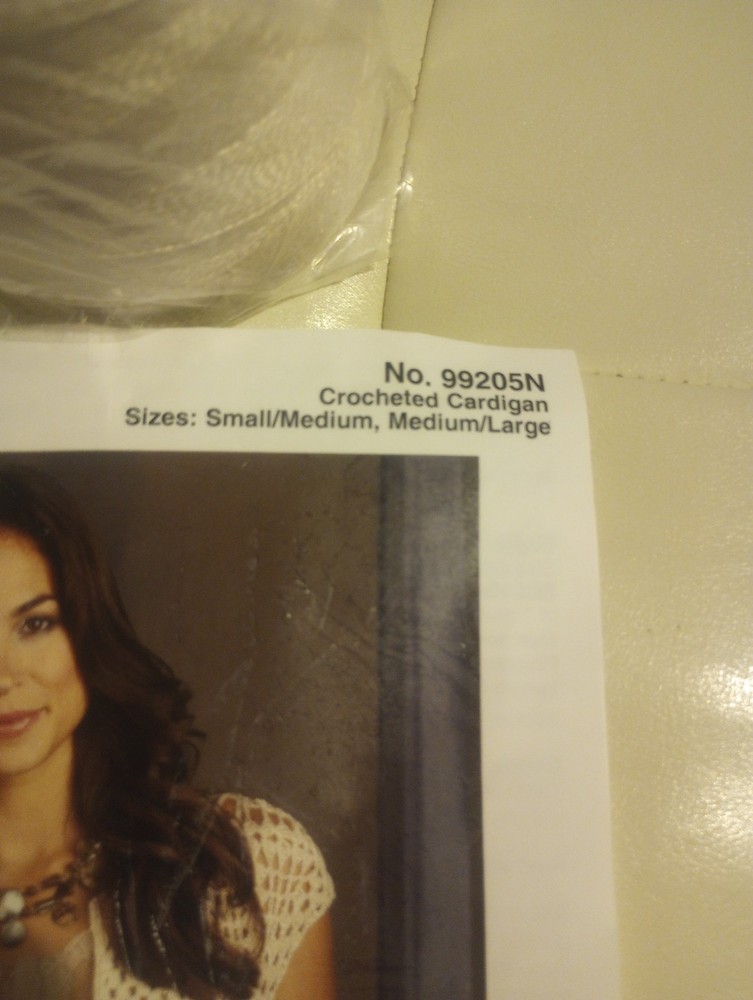 No. 99205N
Crocheted Cardigan
Sizes: Small/Medium, Medium/Large